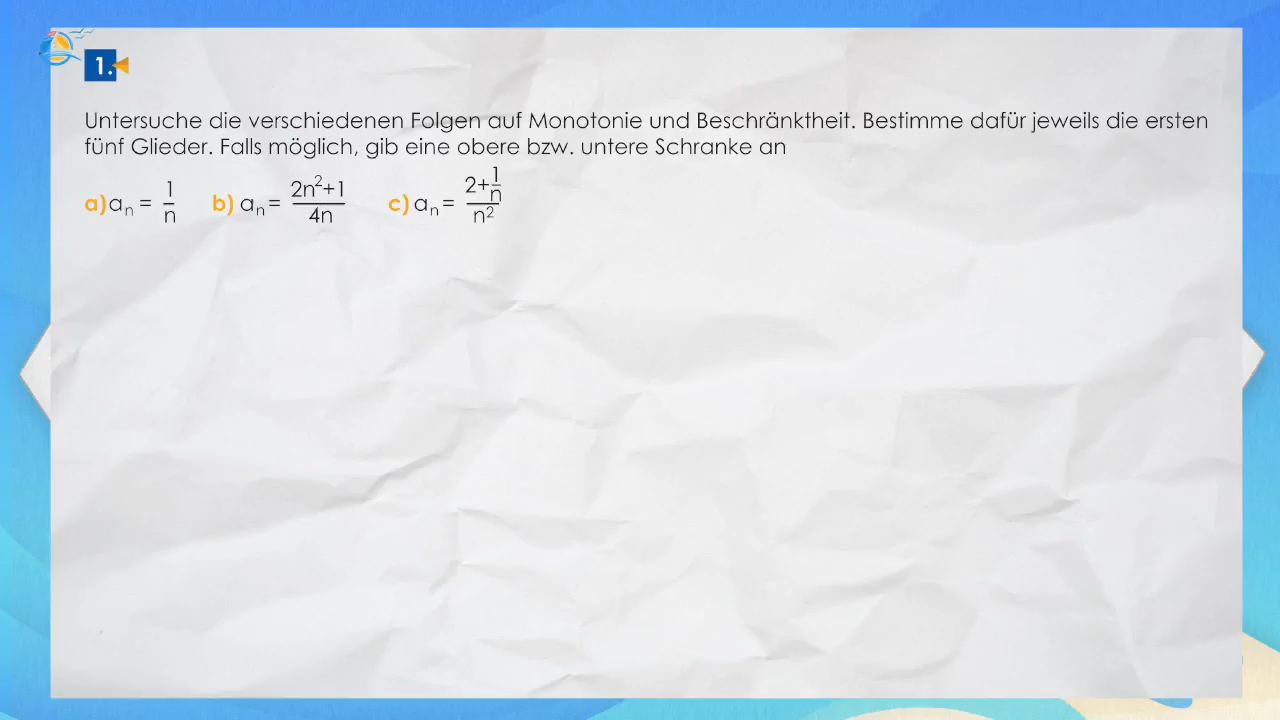 1.
Untersuche die verschiedenen Folgen auf Monotonie und Beschränktheit. Bestimme dafür jeweils die ersten
fünf Glieder. Falls möglich, gib eine obere bzw. untere Schranke an
a) aₙ = 1/n b) aₙ = (2n²+1)/(4n) c) aₙ = (2+1/n)/n²